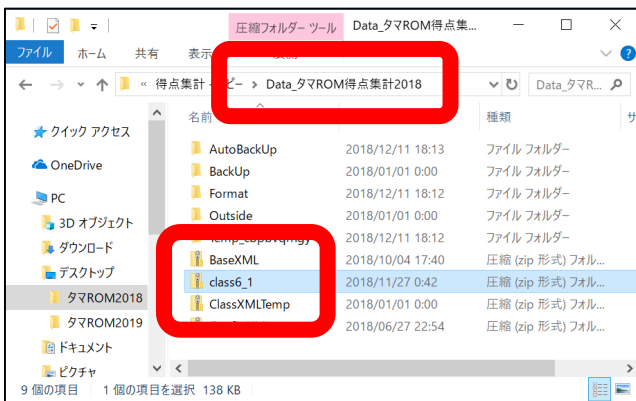 圧縮フォルダー ツール Data_タマROM得点集...
ファイル ホーム 共有 表示
« 得点集計 ピー > Data_タマROM得点集計2018 Data_タマR...
名前 種類 サ
クイック アクセス
OneDrive
PC
3D オブジェクト
ダウンロード
デスクトップ
タマROM2018
タマROM2019
ドキュメント
ピクチャ
AutoBackUp 2018/12/11 18:13 ファイル フォルダー
BackUp 2018/01/01 0:00 ファイル フォルダー
Format 2018/12/11 18:12 ファイル フォルダー
Outside 2018/01/01 0:00 ファイル フォルダー
2018/12/11 18:12 ファイル フォルダー
BaseXML 2018/10/04 17:40 圧縮 (zip 形式) フォル...
class6_1 2018/11/27 0:42 圧縮 (zip 形式) フォル...
ClassXMLTemp 2018/01/01 0:00 圧縮 (zip 形式) フォル...
2018/06/27 22:54 圧縮 (zip 形式) フォル...
9 個の項目 1 個の項目を選択 138 KB